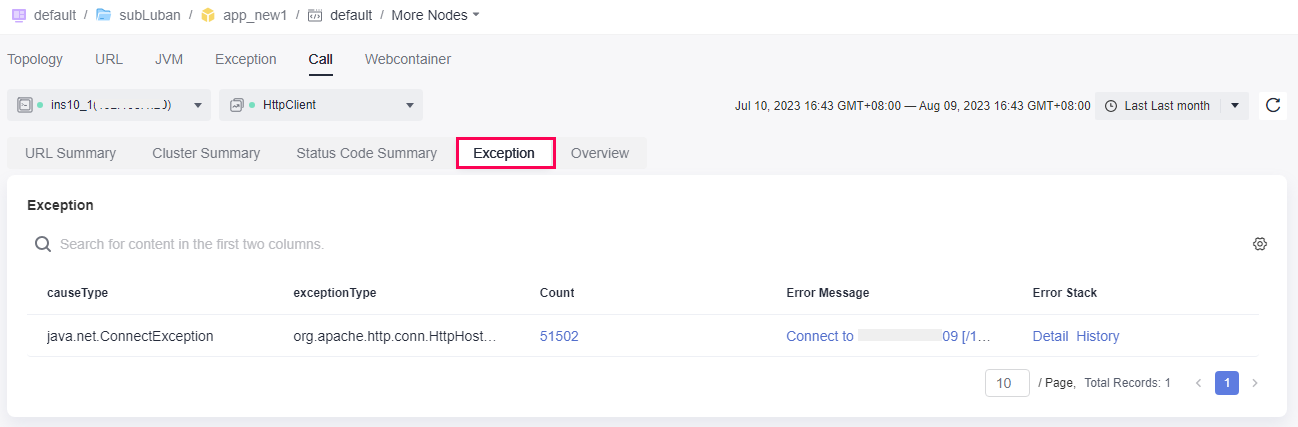 default / subLuban / app_new1 / default / More Nodes
Topology URL JVM Exception Call Webcontainer
ins10_1( HttpClient Jul 10, 2023 16:43 GMT+08:00 — Aug 09, 2023 16:43 GMT+08:00 Last Last month
URL Summary Cluster Summary Status Code Summary Exception Overview
Exception
Search for content in the first two columns.
causeType exceptionType Count Error Message Error Stack
java.net.ConnectException org.apache.http.conn.HttpHost... 51502 Connect to 09 [/1... Detail History
10 / Page, Total Records: 1 < 1 >